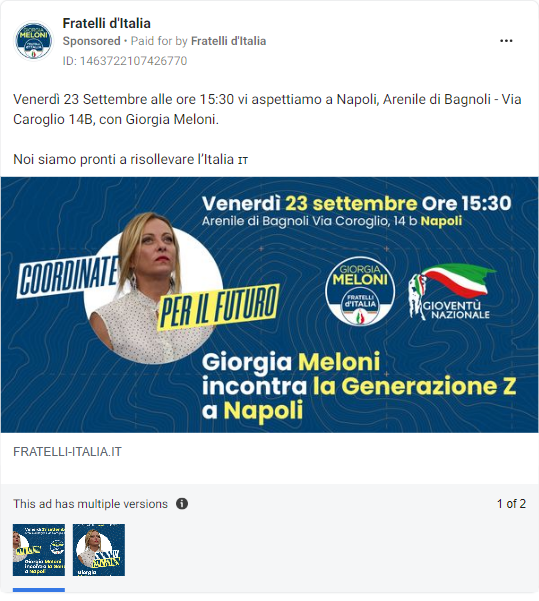 Fratelli d'Italia
Sponsored • Paid for by Fratelli d'Italia
ID: 1463722107426770
Venerdì 23 Settembre alle ore 15:30 vi aspettiamo a Napoli, Arenile di Bagnoli - Via
Caroglio 14B, con Giorgia Meloni.
Noi siamo pronti a risollevare l'Italia IT
Venerdì 23 settembre Ore 15:30
Arenile di Bagnoli Via Coroglio, 14 b Napoli
COORDINATE
PER IL FUTURO
GIORGIA
MELONI
FRATELLI
d'ITALIA
GIOVENTÙ
NAZIONALE
Giorgia Meloni
incontra la Generazione Z
a Napoli
FRATELLI-ITALIA.IT
This ad has multiple versions
1 of 2